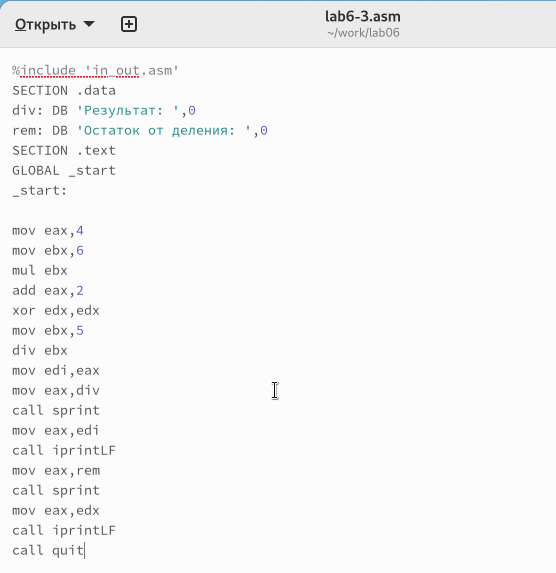 Открыть
lab6-3.asm
~/work/lab06
%include 'in_out.asm'
SECTION .data
div: DB 'Результат: ',0
rem: DB 'Остаток от деления: ',0
SECTION .text
GLOBAL _start
_start:
mov eax,4
mov ebx,6
mul ebx
add eax,2
xor edx,edx
mov ebx,5
div ebx
mov edi,eax
mov eax,div
call sprint
mov eax,edi
call iprintLF
mov eax,rem
call sprint
mov eax,edx
call iprintLF
call quit